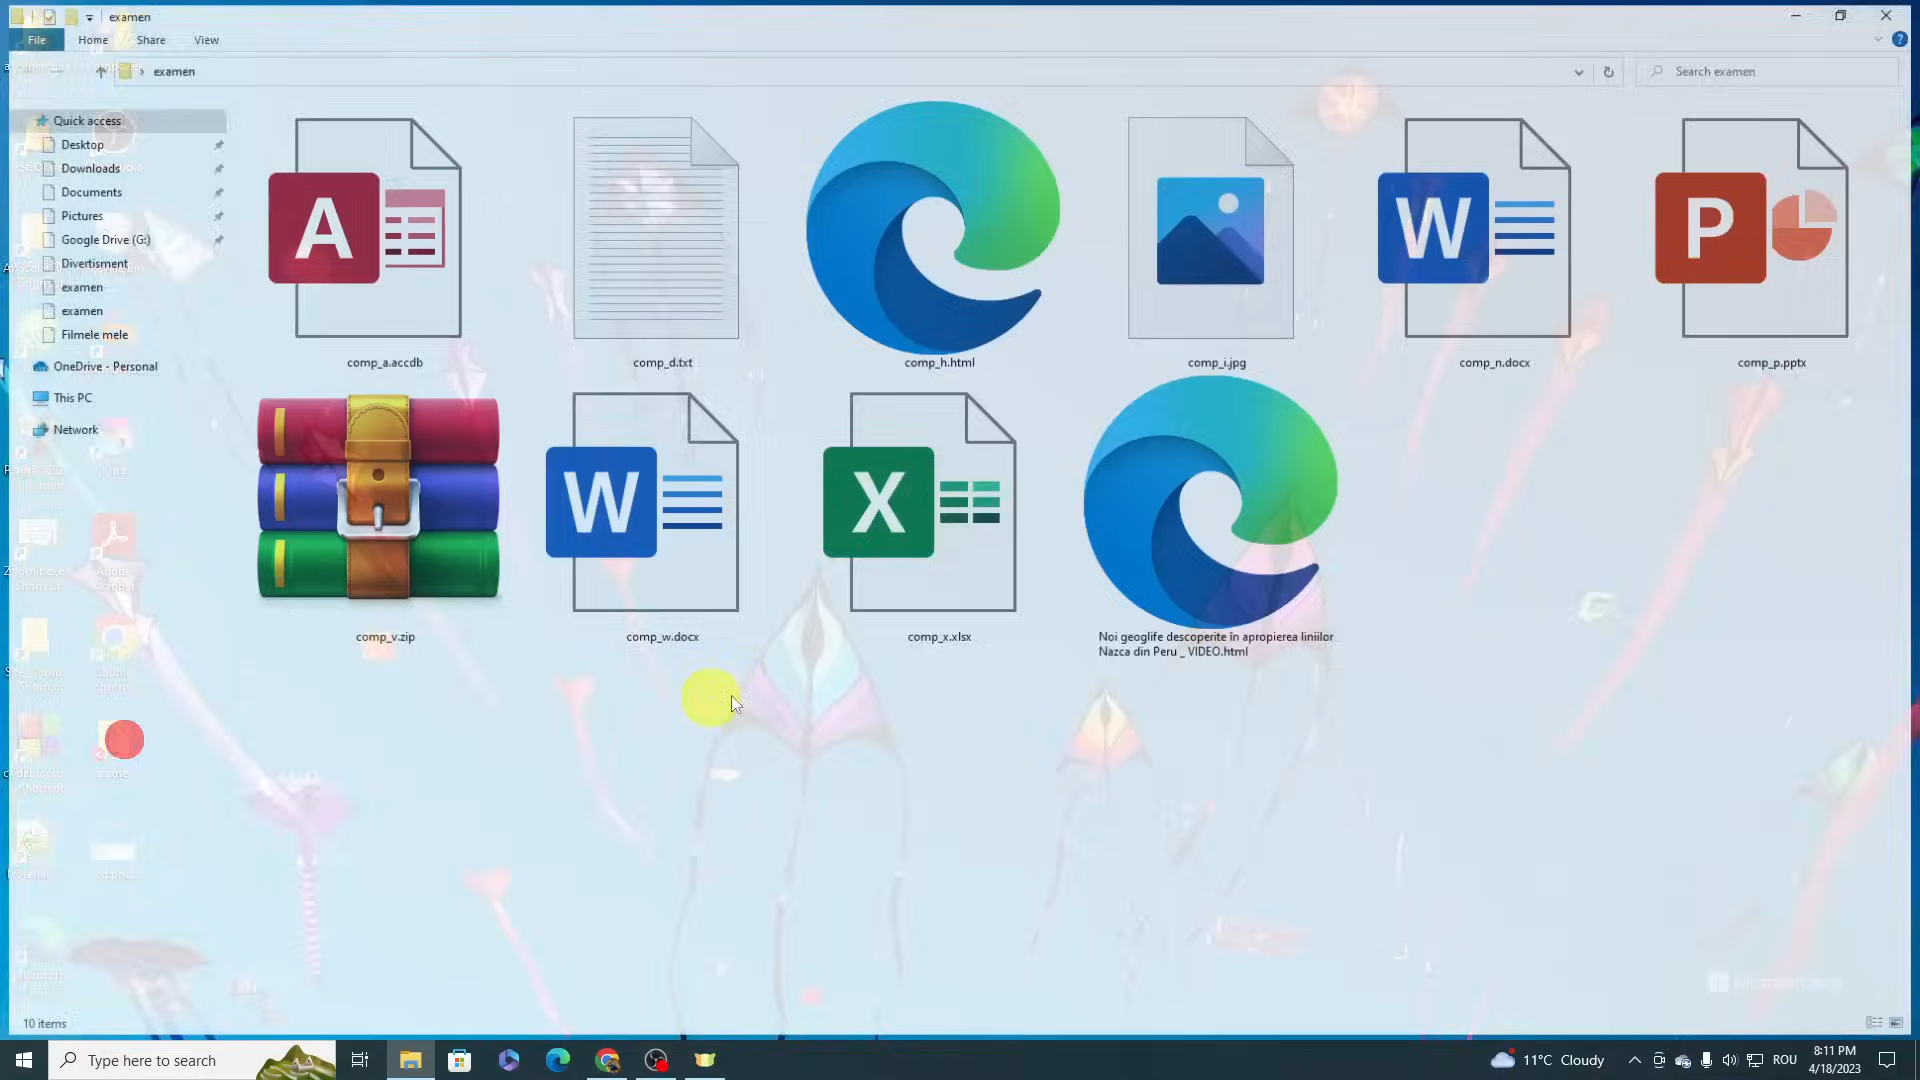 examen
File
Home
Share
View
examen
Search examen
Quick access
Desktop
Downloads
Documents
Pictures
Google Drive (G:)
Divertisment
examen
examen
Filmele mele
OneDrive - Personal
This PC
Network
A
W
P
comp_a.accdb
comp_d.txt
comp_h.html
comp_i.jpg
comp_n.docx
comp_p.pptx
W
X
comp_v.zip
comp_w.docx
comp_x.xlsx
Noi geoglife descoperite în apropierea liniilor
Nazca din Peru _ VIDEO.html
Adobe
Acrobat
10 items
Type here to search
11°C Cloudy
ROU
8:11 PM
4/18/2023